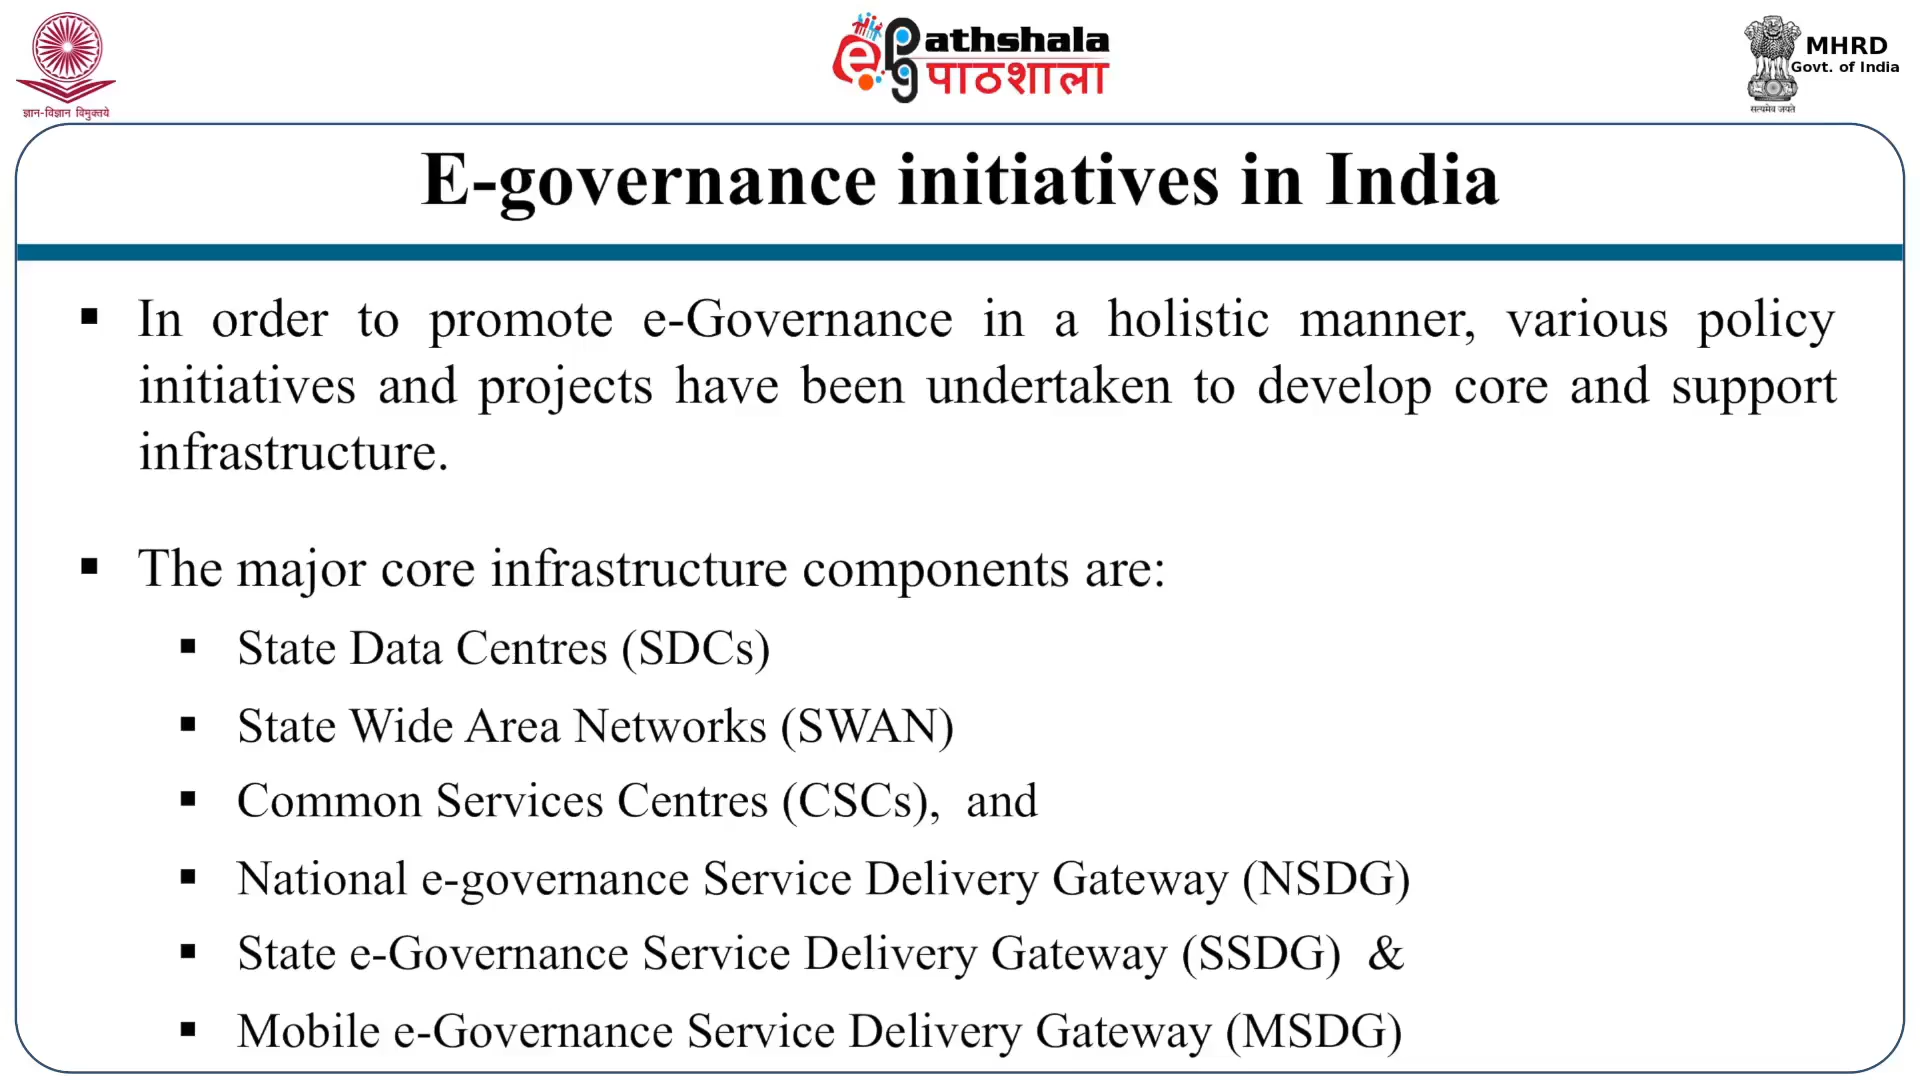 ज्ञान-विज्ञान विमुक्तये
ePathshala
पाठशाला
MHRD
Govt. of India
सत्यमेव जयते
E-governance initiatives in India
▪ In order to promote e-Governance in a holistic manner, various policy
initiatives and projects have been undertaken to develop core and support
infrastructure.
▪ The major core infrastructure components are:
▪ State Data Centres (SDCs)
▪ State Wide Area Networks (SWAN)
▪ Common Services Centres (CSCs), and
▪ National e-governance Service Delivery Gateway (NSDG)
▪ State e-Governance Service Delivery Gateway (SSDG) &
▪ Mobile e-Governance Service Delivery Gateway (MSDG)